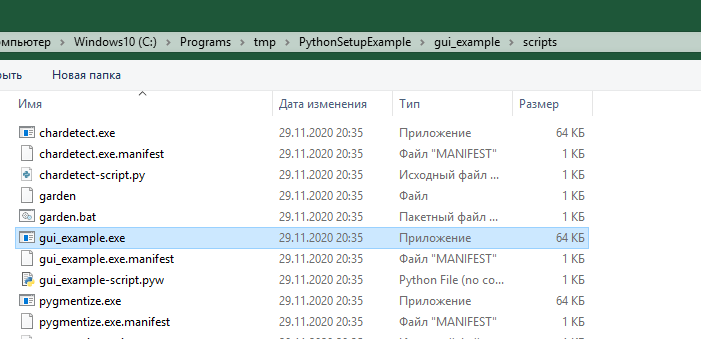 омпьютер > Windows10 (C:) > Programs > tmp > PythonSetupExample > gui_example > scripts
рыть Новая папка
Имя Дата изменения Тип Размер
chardetect.exe 29.11.2020 20:35 Приложение 64 КБ
chardetect.exe.manifest 29.11.2020 20:35 Файл "MANIFEST" 1 КБ
chardetect-script.py 29.11.2020 20:35 Исходный файл ... 1 КБ
garden 29.11.2020 20:35 Файл 1 КБ
garden.bat 29.11.2020 20:35 Пакетный файл ... 1 КБ
gui_example.exe 29.11.2020 20:35 Приложение 64 КБ
gui_example.exe.manifest 29.11.2020 20:35 Файл "MANIFEST" 1 КБ
gui_example-script.pyw 29.11.2020 20:35 Python File (no co... 1 КБ
pygmentize.exe 29.11.2020 20:35 Приложение 64 КБ
pygmentize.exe.manifest 29.11.2020 20:35 Файл "MANIFEST" 1 КБ